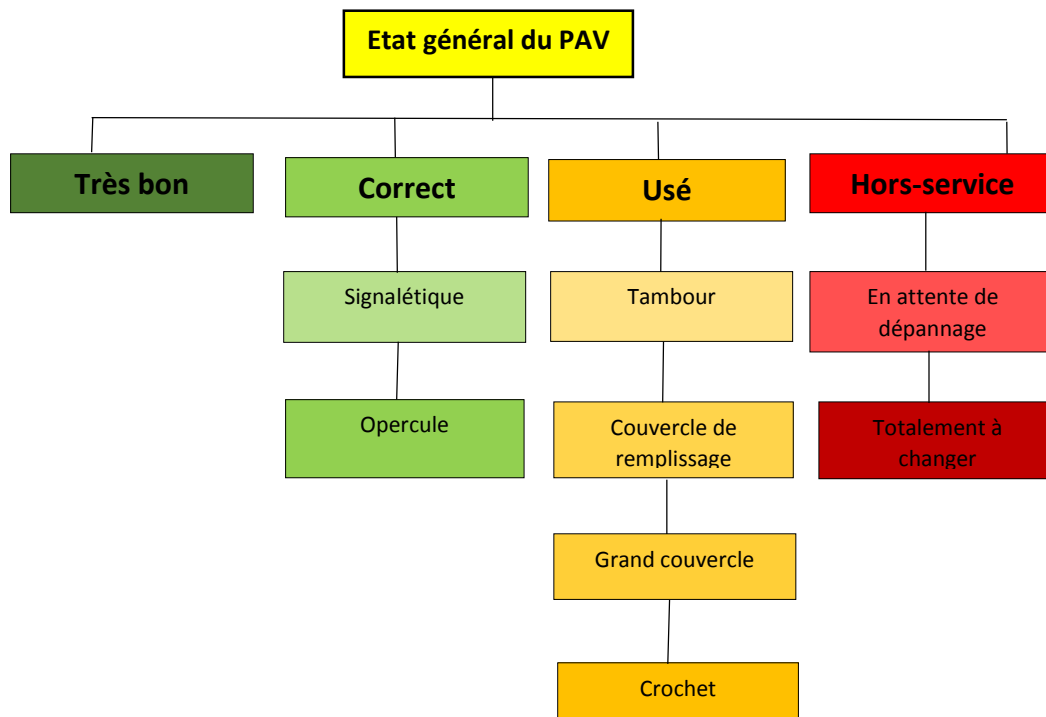 Etat général du PAV
Très bon
Correct
Usé
Hors-service
Signalétique
Tambour
En attente de
dépannage
Opercule
Couvercle de
remplissage
Totalement à
changer
Grand couvercle
Crochet